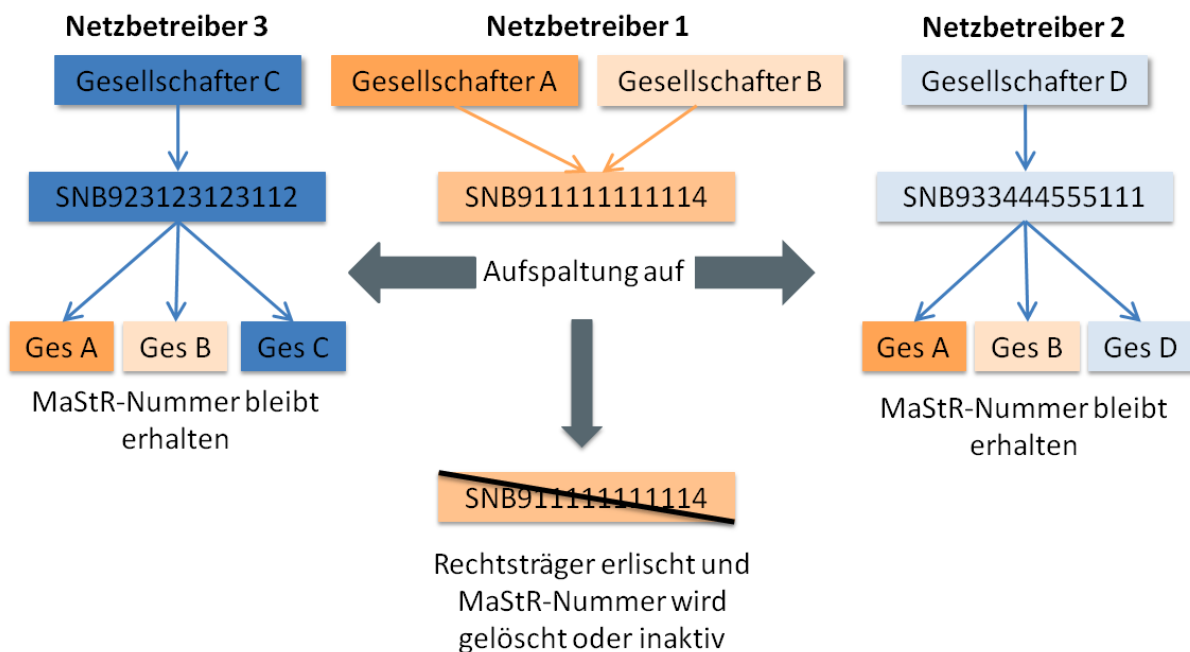 Netzbetreiber 3
Netzbetreiber 1
Netzbetreiber 2
Gesellschafter C
Gesellschafter A
Gesellschafter B
Gesellschafter D
SNB923123123112
SNB911111111114
SNB933444555111
Aufspaltung auf
Ges A
Ges B
Ges C
Ges A
Ges B
Ges D
MaStR-Nummer bleibt
erhalten
MaStR-Nummer bleibt
erhalten
SNB911111111114
Rechtsträger erlischt und
MaStR-Nummer wird
gelöscht oder inaktiv